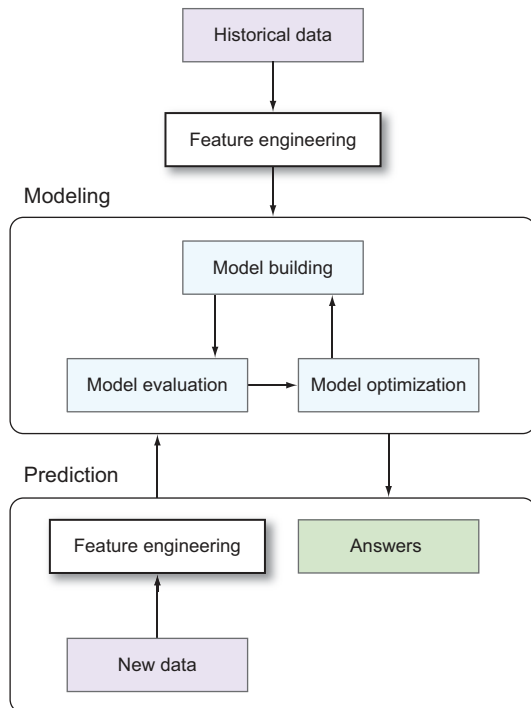 Historical data
Feature engineering
Modeling
Model building
Model evaluation
Model optimization
Prediction
Feature engineering
Answers
New data